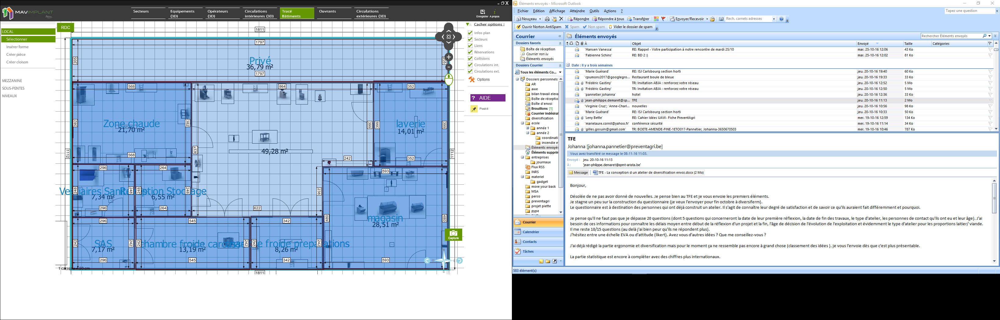 MAVIMPLANT
Secteurs
Equipements (3D)
Opérateurs (3D)
Circulations intérieures (3D)
Tracé Bâtiments
Ouvrants
Circulations extérieures (3D)
Enregistrer
A propos
LOCAL
Sélectionner
Insérer forme
Créer pièce
Créer cloison
MEZZANINE
SOUS-PENTES
NIVEAUX
RDC
1811
1797
205
Privé
36,79 m²
205
1797
568
864
352
382
Zone chaude
21,70 m²
382
399
399
laverie
14,01 m²
399
1112
637
49,28 m²
1112
568
242
352
296
264
593
248
Vestiaires Sanitaires
7,34 m²
248
248
Réception Stockage
6,55 m²
248
238
296
264
622
480
magasin
28,51 m²
480
296
545
342
242
SAS
7,17 m²
242
242
chambre froide carcasse
13,19 m²
242
242
froide preparations
8,26 m²
242
296
545
342
593
1 carreau = 50 cm
1811
Cacher options :
Infos plan
Secteurs
Liens
Réservations
Collisions
Circulations int.
Circulations ext.
Options
? AIDE
Post-it
Capture
Éléments envoyés - Microsoft Outlook
Fichier Edition Affichage Atteindre Outils Actions ?
Tapez une question
Nouveau Répondre Répondre à tous Transférer Envoyer/Recevoir Rech. carnets adresses
Ouvrir Norton AntiSpam Spam Non spam Vider le dossier de spam
Courrier
Dossiers favoris
Boîte de réception
Courrier non lu
Éléments envoyés
Dossiers Courrier
Tous les éléments Co...
Dossiers personnels
AR
awe
bilan travail eleva
Boîte de réceptio
Boîte d'envoi
Brouillons [1]
Courrier indésiral
diversification
ecole
année 1
année 2
coordinati
incendie e
Éléments envoyés
Éléments supprin
entreprises
journaux
Flux RSS
INRS
materiel
gadget
move your back
MSA
perso
preventagri
projet piette
pype
Courrier
Calendrier
Contacts
Tâches
583 élément(s)
Éléments envoyés
Rechercher Éléments envoyés
À Objet Envoyé Taille Catégories
'Hansen Vanessa' RE: Rappel - Votre participation à notre rencontre de mardi 25/10 mar. 25-10-16 12:06 43 Ko
'Fabienne Schins' RE: BD 2 :) mar. 25-10-16 12:02 81 Ko
Date : Il y a trois semaines
'Marie Guérard' RE: ISJ Carlsbourg section horti jeu. 20-10-16 19:40 60 Ko
'cpumons2017@googlegro... Restaurant boule de bleue jeu. 20-10-16 19:33 33 Ko
'Frédéric Gastiny' TR: Invitation ABJA : renforcez votre réseau jeu. 20-10-16 12:52 5 Mo
'Frédéric Gastiny' TR: Invitation ABJA : renforcez votre réseau jeu. 20-10-16 12:50 5 Mo
'pannetier johanna' hotel jeu. 20-10-16 12:36 33 Ko
'jean-philippe.demaret@sp... TFE jeu. 20-10-16 11:13 2 Mo
'Virginie Cruz'; 'Anne-Charl... nouvelles jeu. 20-10-16 10:56 98 Ko
'Marie Guérard' RE: ISJ Carlsbourg section horti jeu. 20-10-16 10:33 50 Ko
'Leny Bette' RE: Cahier Idées UAW- Fiche PreventAgri mer. 19-10-16 12:59 134 Ko
'marielaure.cornil@yahoo.fr' conférence sécurité mer. 19-10-16 11:14 34 Ko
'gilles.gosuin@gmail.com' TR: BOETE-AMENDE-FINE-1ETO017-Pannetier, Johanna-3650670503 mer. 19-10-16 10:46 787 Ko
TFE
Johanna [johanna.pannetier@preventagri.be]
Vous avez transféré ce message le 08-11-16 11:03.
Envoyé : jeu. 20-10-16 11:13
À : 'jean-philippe.demaret@spmt-arista.be'
Message TFE - La conception d un atelier de diversification envoi.docx (2 Mo)
Bonjour,
Désolée de ne pas avoir donné de nouvelles. Je pense bien au TFE et je vous envoie les premiers éléments.
Je stagne un peu sur la construction du questionnaire (je veux l'envoyer pour fin octobre à diversiferm).
Le questionnaire est à destination des personnes qui ont déjà construit un atelier. Il s'agit de connaître leur degré de satisfaction et de savoir ce qu'ils auraient fait différemment et pourquoi.
Je pense qu'il ne faut pas que je dépasse 20 questions (dont 5 questions qui concerneront la date de leur première réflexion, la date de fin des travaux, le type d'atelier, les personnes de contact qu'ils ont eu et leur âge). J'ai
besoin de ces informations pour connaître les délais moyen entre début de la réflexion d'un projet et la fin, l'âge de décision de l'évolution de l'exploitation et évidemment le type d'atelier pour les proportions laitier/ viande.
Il me reste 10/15 questions (au delà j'ai bien peur qu'ils ne répondent plus).
J'hésitez entre une échelle EVA ou d'attitude (likert). Avez vous d'autres idées ? Que me conseillez-vous ?
J'ai déjà rédigé la partie ergonomie et diversification mais pour le moment ça ne ressemble pas encore à grand chose (classement des idées ). je vous l'envoie dès que c'est plus présentable.
La partie statistique est encore à compléter avec des chiffres plus internationaux.